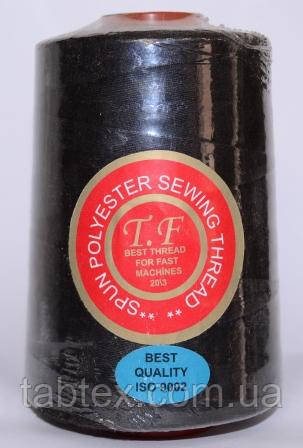 **SPUN POLYESTER SEWING THREAD**
T.F
BEST THREAD
FOR FAST
MACHINES
20\3
BEST
QUALITY
ISO 9002
tabtex.com.ua